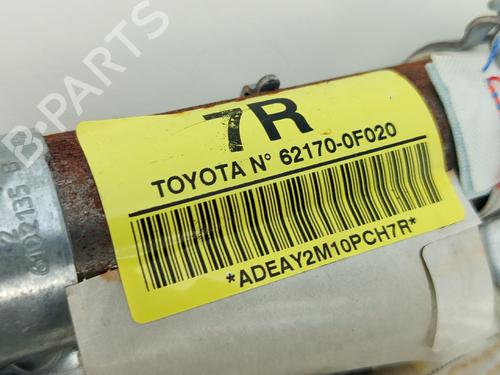 7R
TOYOTA N° 62170-0F020
*ADEAY2M10PCH7R*
B-PARTS